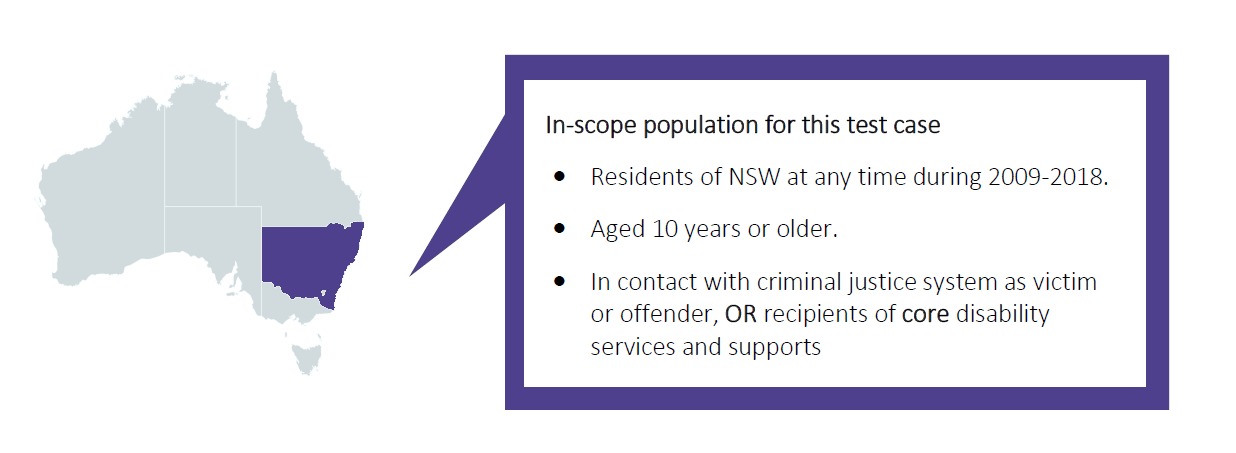 In-scope population for this test case
• Residents of NSW at any time during 2009-2018.
• Aged 10 years or older.
• In contact with criminal justice system as victim
or offender, OR recipients of core disability
services and supports